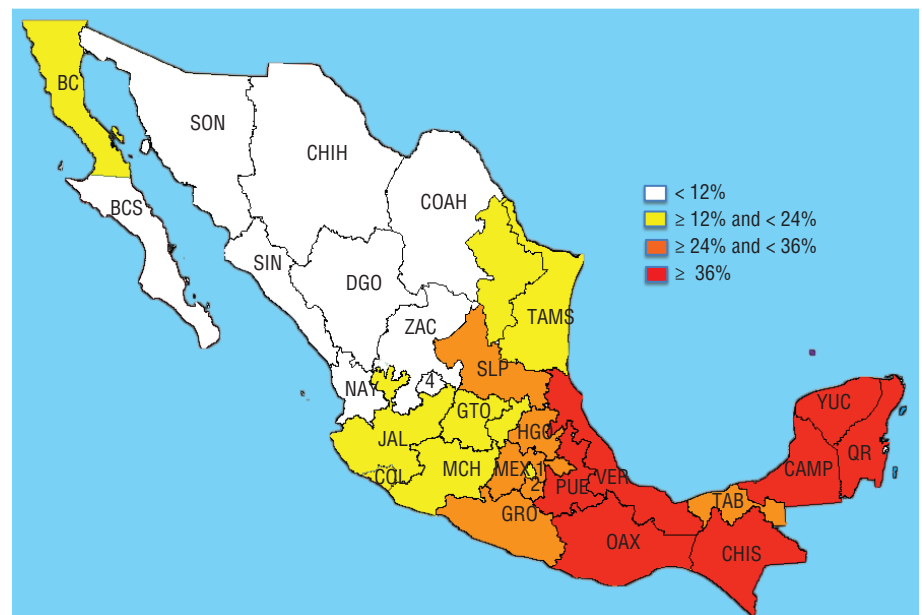 BC
SON
CHIH
BCS
COAH
< 12%
≥ 12% and < 24%
≥ 24% and < 36%
≥ 36%
SIN
DGO
TAMS
ZAC
SLP
4
NAY
GTO
YUC
JAL
HGO
QR
MCH
MEX
1
CAMP
COL
2
PUE
VER
TAB
GRO
OAX
CHIS